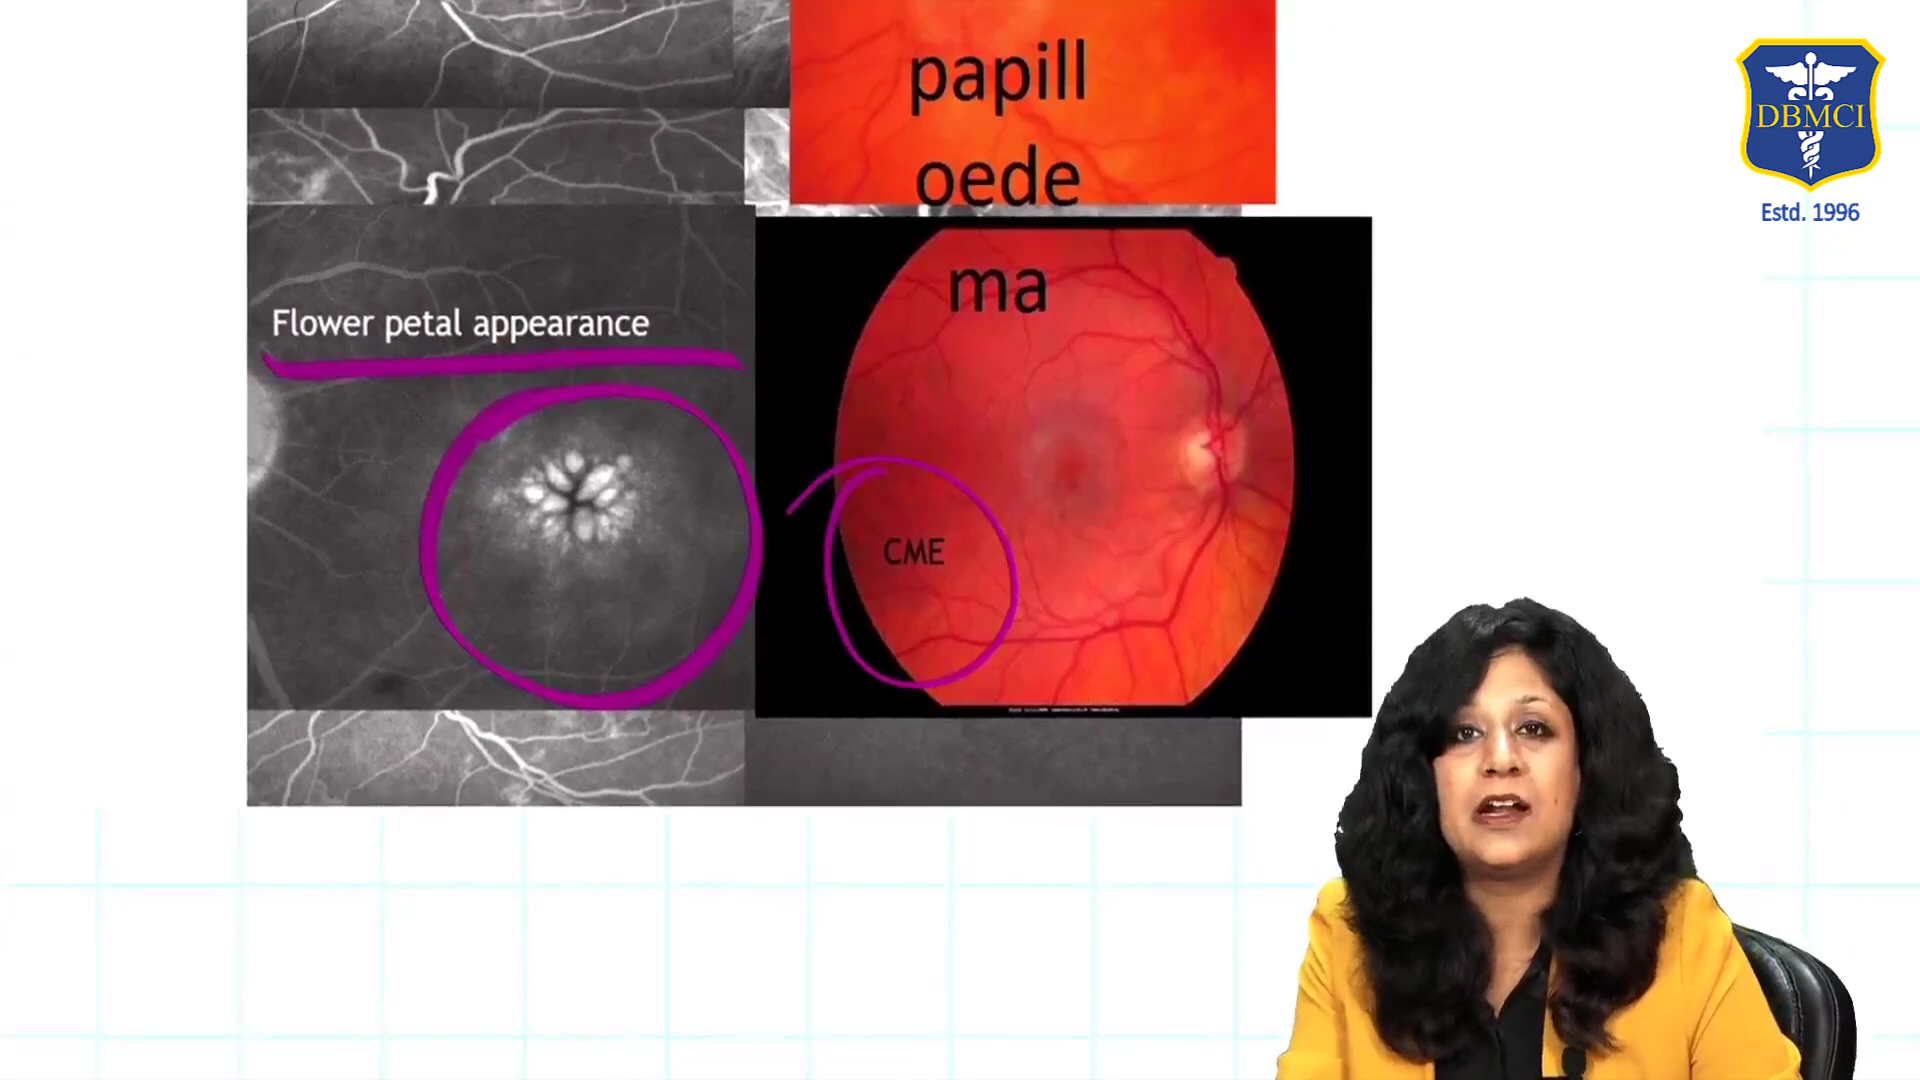 papill
oede
ma
Flower petal appearance
CME
DBMCI
Estd. 1996